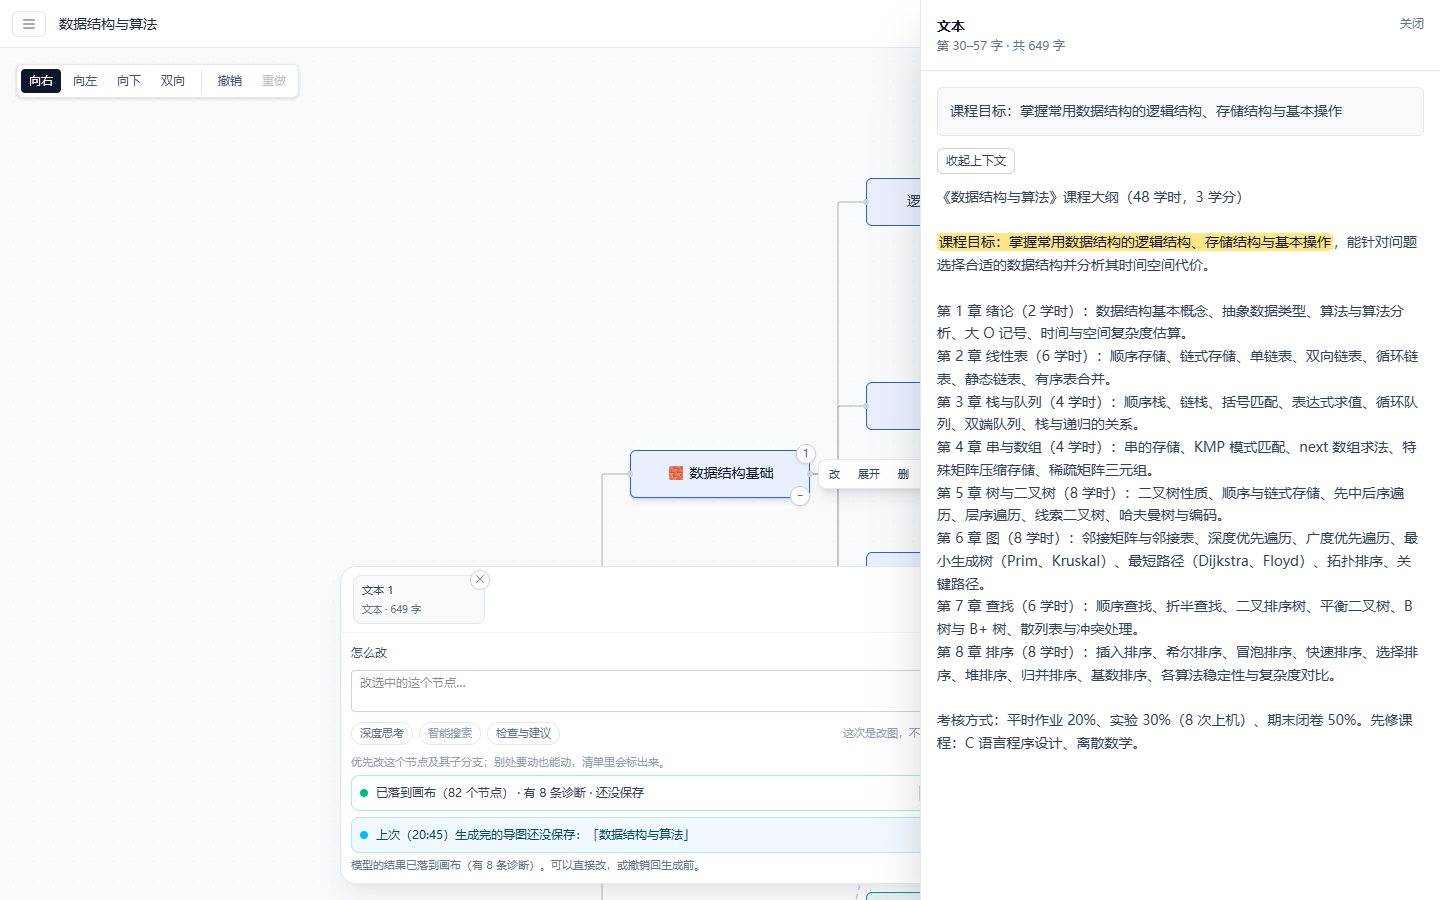 数据结构与算法
向右 向左 向下 双向 撤销 重做
逻
🧱 数据结构基础
1
−
改 展开 删
文本 1
文本 · 649 字
怎么改
改选中的这个节点...
深度思考 智能搜索 检查与建议
这次是改图，不
优先改这个节点及其子分支；别处要动也能动，清单里会标出来。
已落到画布（82 个节点） · 有 8 条诊断 · 还没保存
上次（20:45）生成完的导图还没保存：「数据结构与算法」
模型的结果已落到画布（有 8 条诊断）。可以直接改，或撤销回生成前。
文本
关闭
第 30–57 字 · 共 649 字
课程目标：掌握常用数据结构的逻辑结构、存储结构与基本操作
收起上下文
《数据结构与算法》课程大纲（48 学时，3 学分）
课程目标：掌握常用数据结构的逻辑结构、存储结构与基本操作，能针对问题
选择合适的数据结构并分析其时间空间代价。
第 1 章 绪论（2 学时）：数据结构基本概念、抽象数据类型、算法与算法分
析、大 O 记号、时间与空间复杂度估算。
第 2 章 线性表（6 学时）：顺序存储、链式存储、单链表、双向链表、循环链
表、静态链表、有序表合并。
第 3 章 栈与队列（4 学时）：顺序栈、链栈、括号匹配、表达式求值、循环队
列、双端队列、栈与递归的关系。
第 4 章 串与数组（4 学时）：串的存储、KMP 模式匹配、next 数组求法、特
殊矩阵压缩存储、稀疏矩阵三元组。
第 5 章 树与二叉树（8 学时）：二叉树性质、顺序与链式存储、先中后序遍
历、层序遍历、线索二叉树、哈夫曼树与编码。
第 6 章 图（8 学时）：邻接矩阵与邻接表、深度优先遍历、广度优先遍历、最
小生成树（Prim、Kruskal）、最短路径（Dijkstra、Floyd）、拓扑排序、关
键路径。
第 7 章 查找（6 学时）：顺序查找、折半查找、二叉排序树、平衡二叉树、B
树与 B+ 树、散列表与冲突处理。
第 8 章 排序（8 学时）：插入排序、希尔排序、冒泡排序、快速排序、选择排
序、堆排序、归并排序、基数排序、各算法稳定性与复杂度对比。
考核方式：平时作业 20%、实验 30%（8 次上机）、期末闭卷 50%。先修课
程：C 语言程序设计、离散数学。